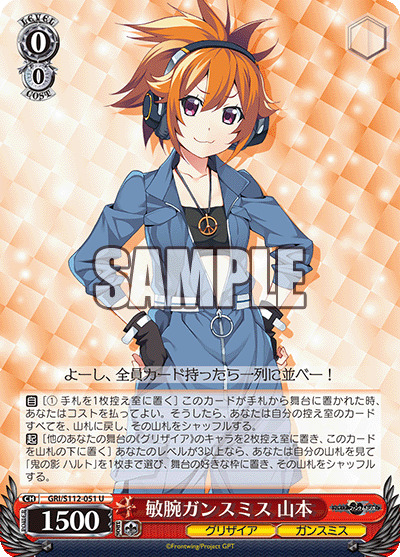 LEVEL
0
0
COST
SAMPLE
よーし、全員カード持ったら一列に並べー！
自 [① 手札を1枚控え室に置く] このカードが手札から舞台に置かれた時、
あなたはコストを払ってよい。そうしたら、あなたは自分の控え室のカード
すべてを、山札に戻し、その山札をシャッフルする。
起 [他のあなたの舞台の《グリザイア》のキャラを2枚控え室に置き、このカード
を山札の下に置く] あなたのレベルが3以上なら、あなたは自分の山札を見て
「鬼の影 ハルト」を1枚まで選び、舞台の好きな枠に置き、その山札をシャッフルする。
CH GRI/S112-051 U
1500
敏腕ガンスミス 山本
グリザイア
ガンスミス
©Frontwing/Project GPT